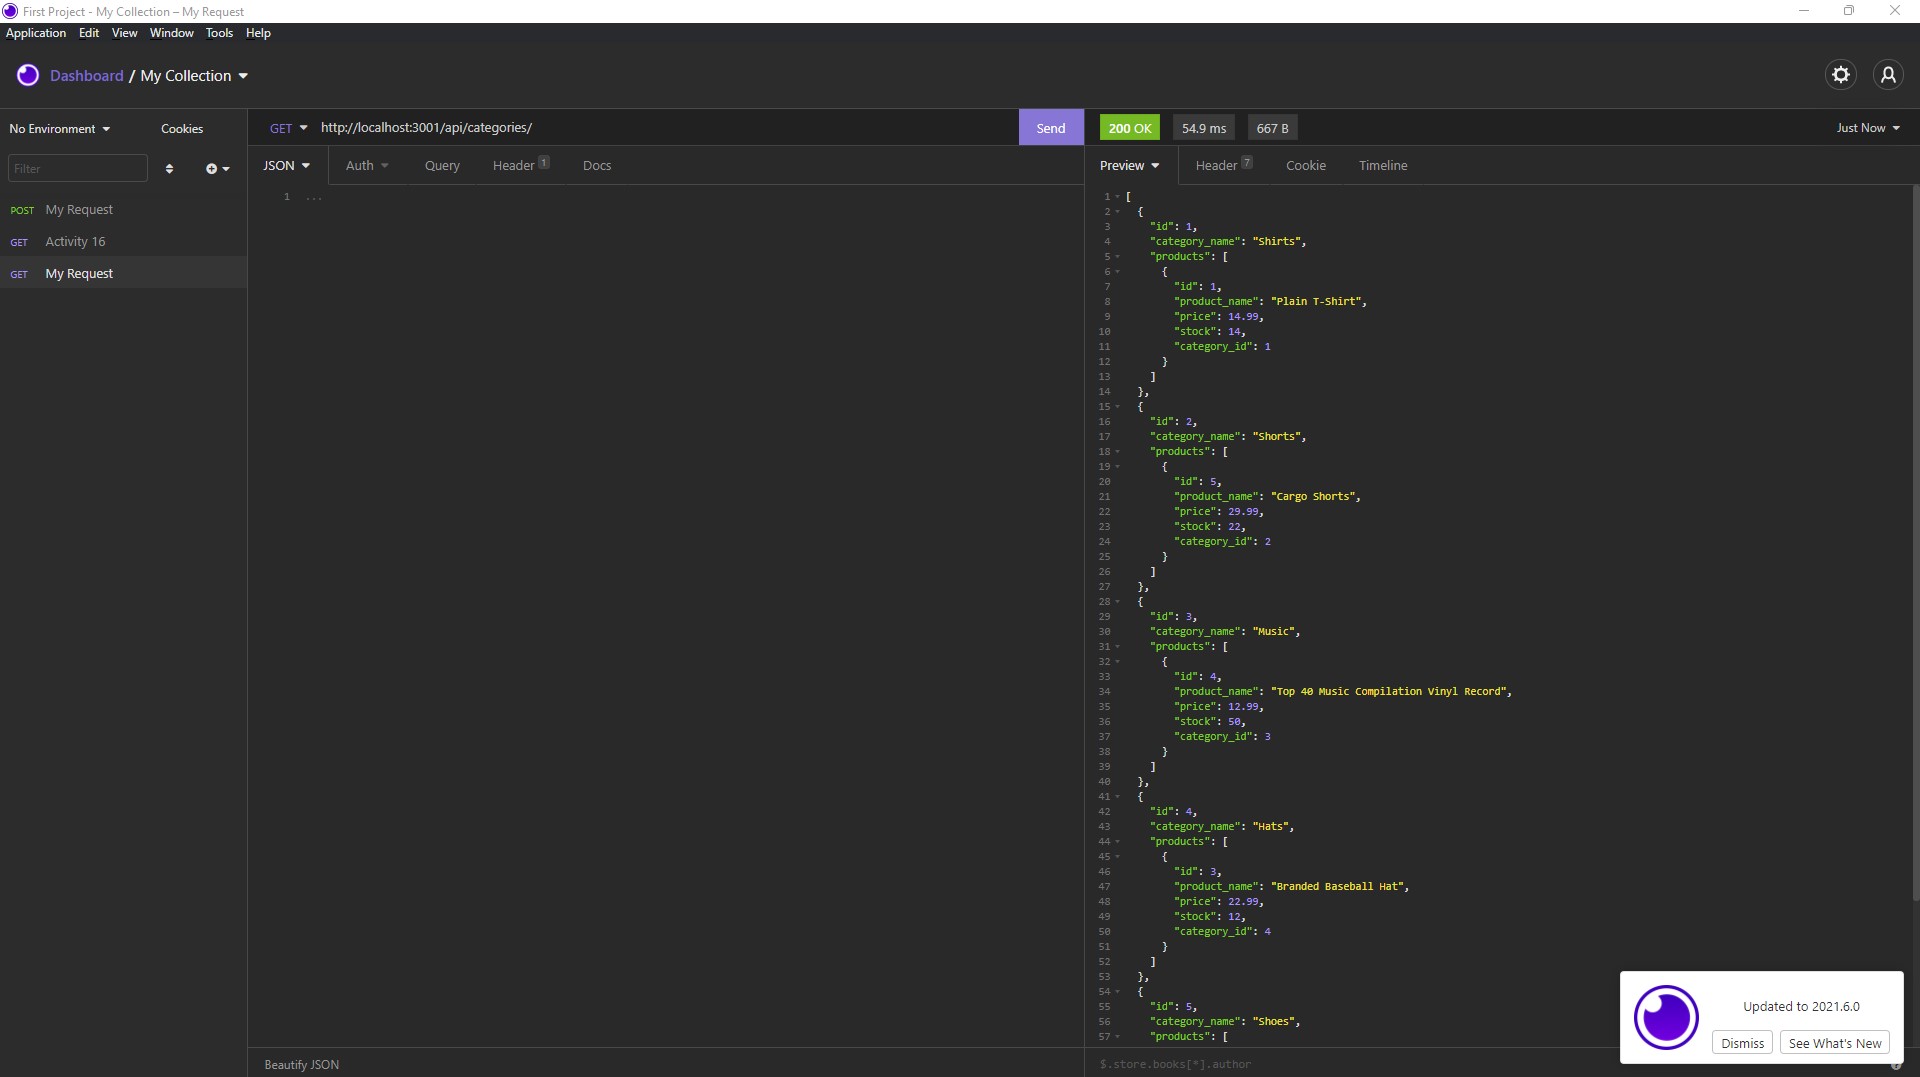 First Project - My Collection – My Request
Application Edit View Window Tools Help
Dashboard / My Collection
No Environment Cookies
Filter
POST My Request
GET Activity 16
GET My Request
GET http://localhost:3001/api/categories/ Send
JSON Auth Query Header 1 Docs
1 ...
Beautify JSON
200 OK 54.9 ms 667 B Just Now
Preview Header 7 Cookie Timeline
1 [
2 {
3 "id": 1,
4 "category_name": "Shirts",
5 "products": [
6 {
7 "id": 1,
8 "product_name": "Plain T-Shirt",
9 "price": 14.99,
10 "stock": 14,
11 "category_id": 1
12 }
13 ]
14 },
15 {
16 "id": 2,
17 "category_name": "Shorts",
18 "products": [
19 {
20 "id": 5,
21 "product_name": "Cargo Shorts",
22 "price": 29.99,
23 "stock": 22,
24 "category_id": 2
25 }
26 ]
27 },
28 {
29 "id": 3,
30 "category_name": "Music",
31 "products": [
32 {
33 "id": 4,
34 "product_name": "Top 40 Music Compilation Vinyl Record",
35 "price": 12.99,
36 "stock": 50,
37 "category_id": 3
38 }
39 ]
40 },
41 {
42 "id": 4,
43 "category_name": "Hats",
44 "products": [
45 {
46 "id": 3,
47 "product_name": "Branded Baseball Hat",
48 "price": 22.99,
49 "stock": 12,
50 "category_id": 4
51 }
52 ]
53 },
54 {
55 "id": 5,
56 "category_name": "Shoes",
57 "products": [
$.store.books[*].author
Updated to 2021.6.0
Dismiss See What's New